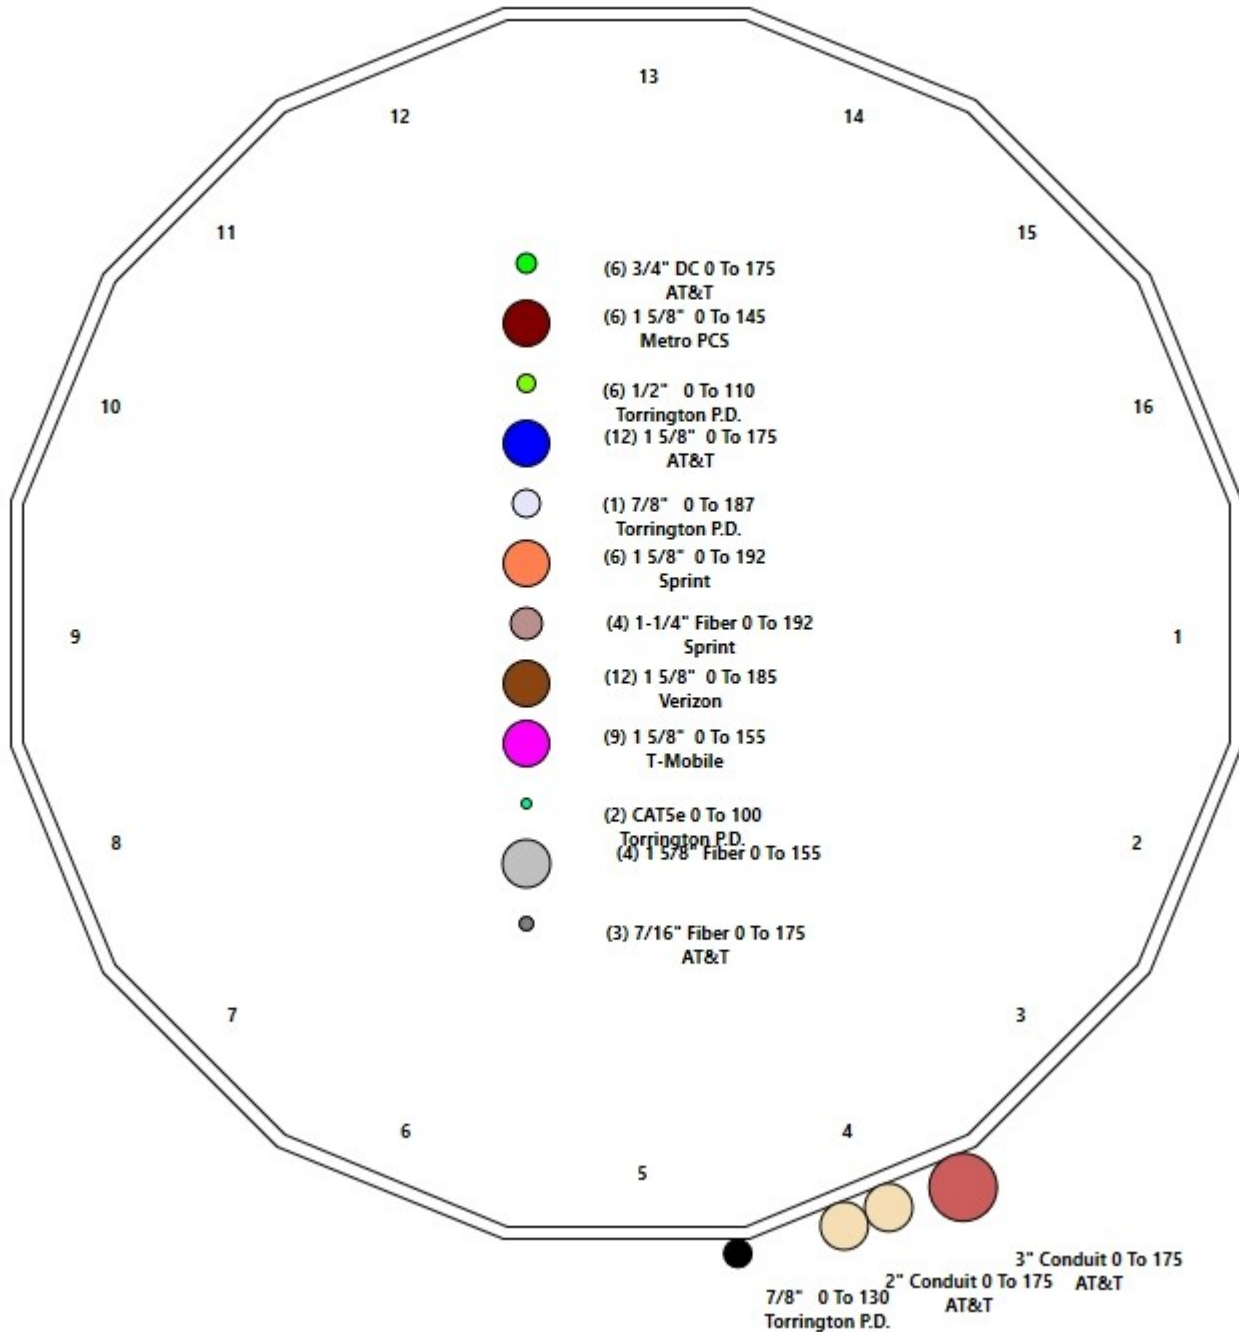 13
12
14
11
15
(6) 3/4" DC 0 To 175
AT&T
(6) 1 5/8" 0 To 145
Metro PCS
(6) 1/2" 0 To 110
Torrington P.D.
10
16
(12) 1 5/8" 0 To 175
AT&T
(1) 7/8" 0 To 187
Torrington P.D.
(6) 1 5/8" 0 To 192
Sprint
(4) 1-1/4" Fiber 0 To 192
Sprint
9
1
(12) 1 5/8" 0 To 185
Verizon
(9) 1 5/8" 0 To 155
T-Mobile
(2) CAT5e 0 To 100
Torrington P.D.
8
2
(4) 1 5/8" Fiber 0 To 155
(3) 7/16" Fiber 0 To 175
AT&T
7
3
6
4
5
3" Conduit 0 To 175
AT&T
2" Conduit 0 To 175
AT&T
7/8" 0 To 130
Torrington P.D.